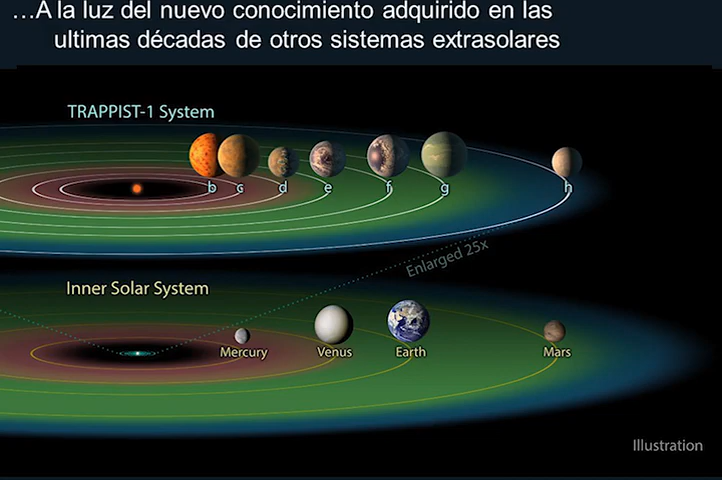 ...A la luz del nuevo conocimiento adquirido en las
ultimas décadas de otros sistemas extrasolares
TRAPPIST-1 System
b c d e f g h
Enlarged 25x
Inner Solar System
Mercury Venus Earth Mars
Illustration